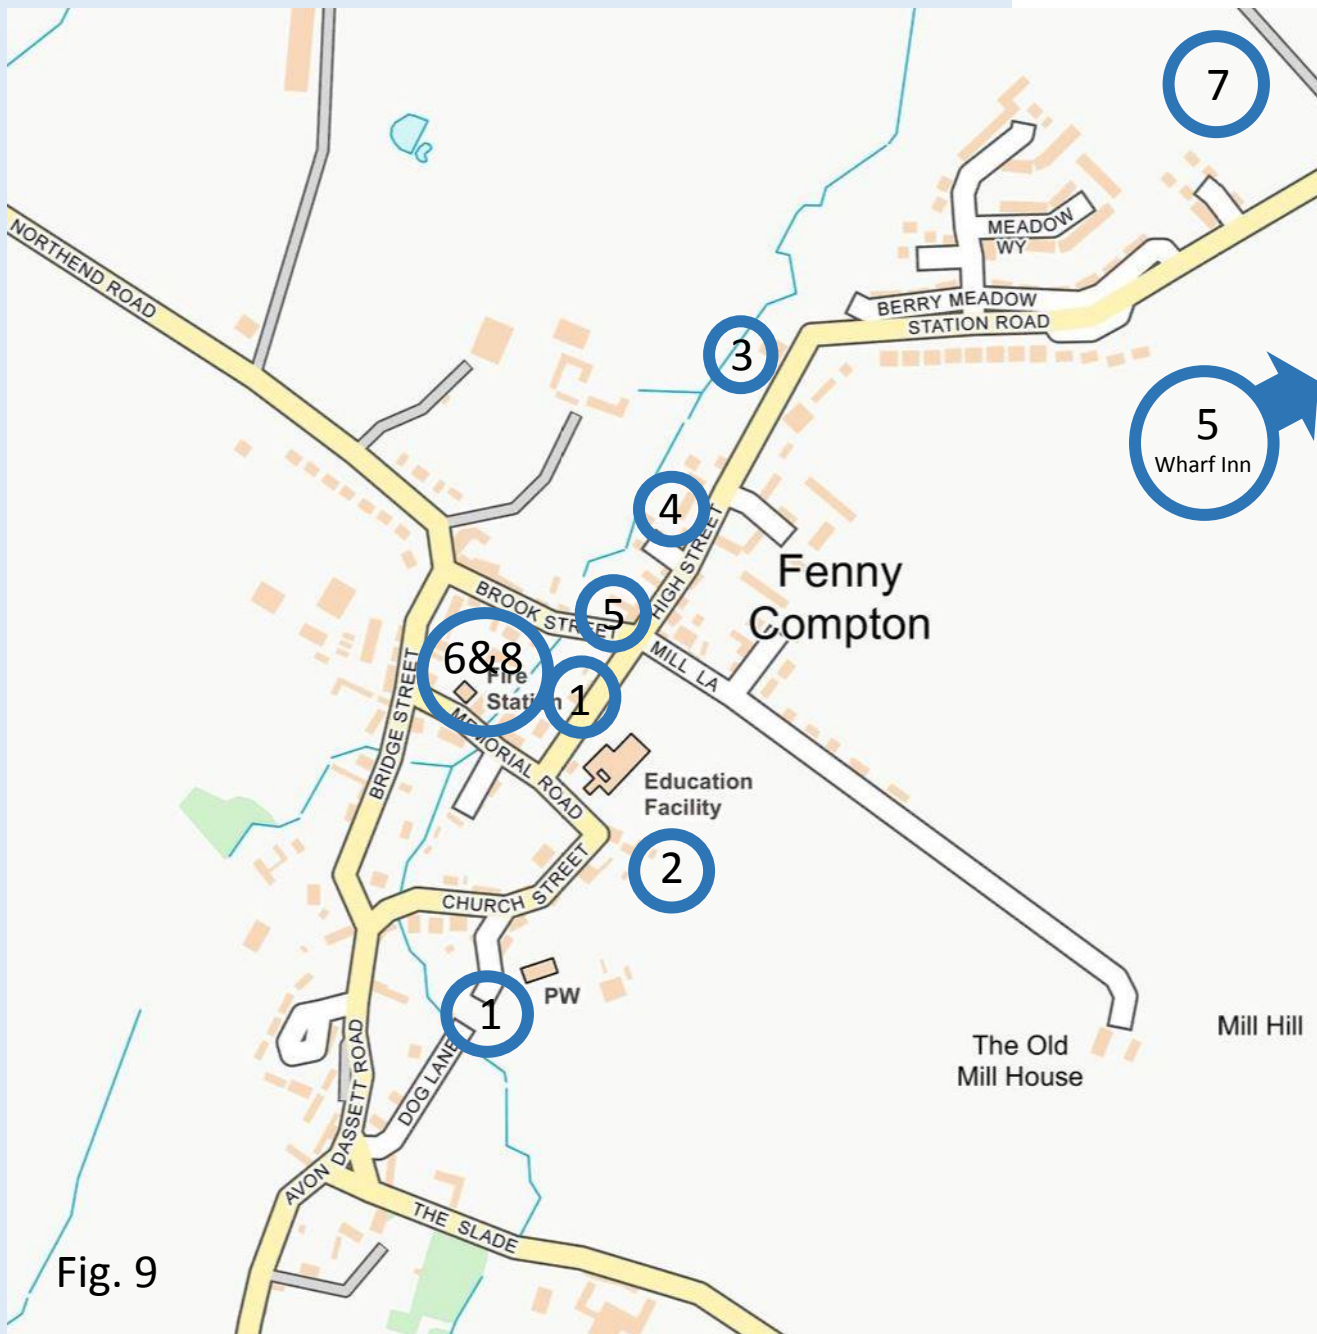 7
NORTHEND ROAD
MEADOW
WY
BERRY MEADOW
STATION ROAD
3
5
Wharf Inn
4
HIGH STREET
Fenny
Compton
BROOK STREET
5
MILL LA
6&8
Fire
Station
1
BRIDGE STREET
MEMORIAL ROAD
Education
Facility
2
CHURCH STREET
PW
1
The Old
Mill House
Mill Hill
DOG LANE
AVON DASSETT ROAD
THE SLADE
Fig. 9